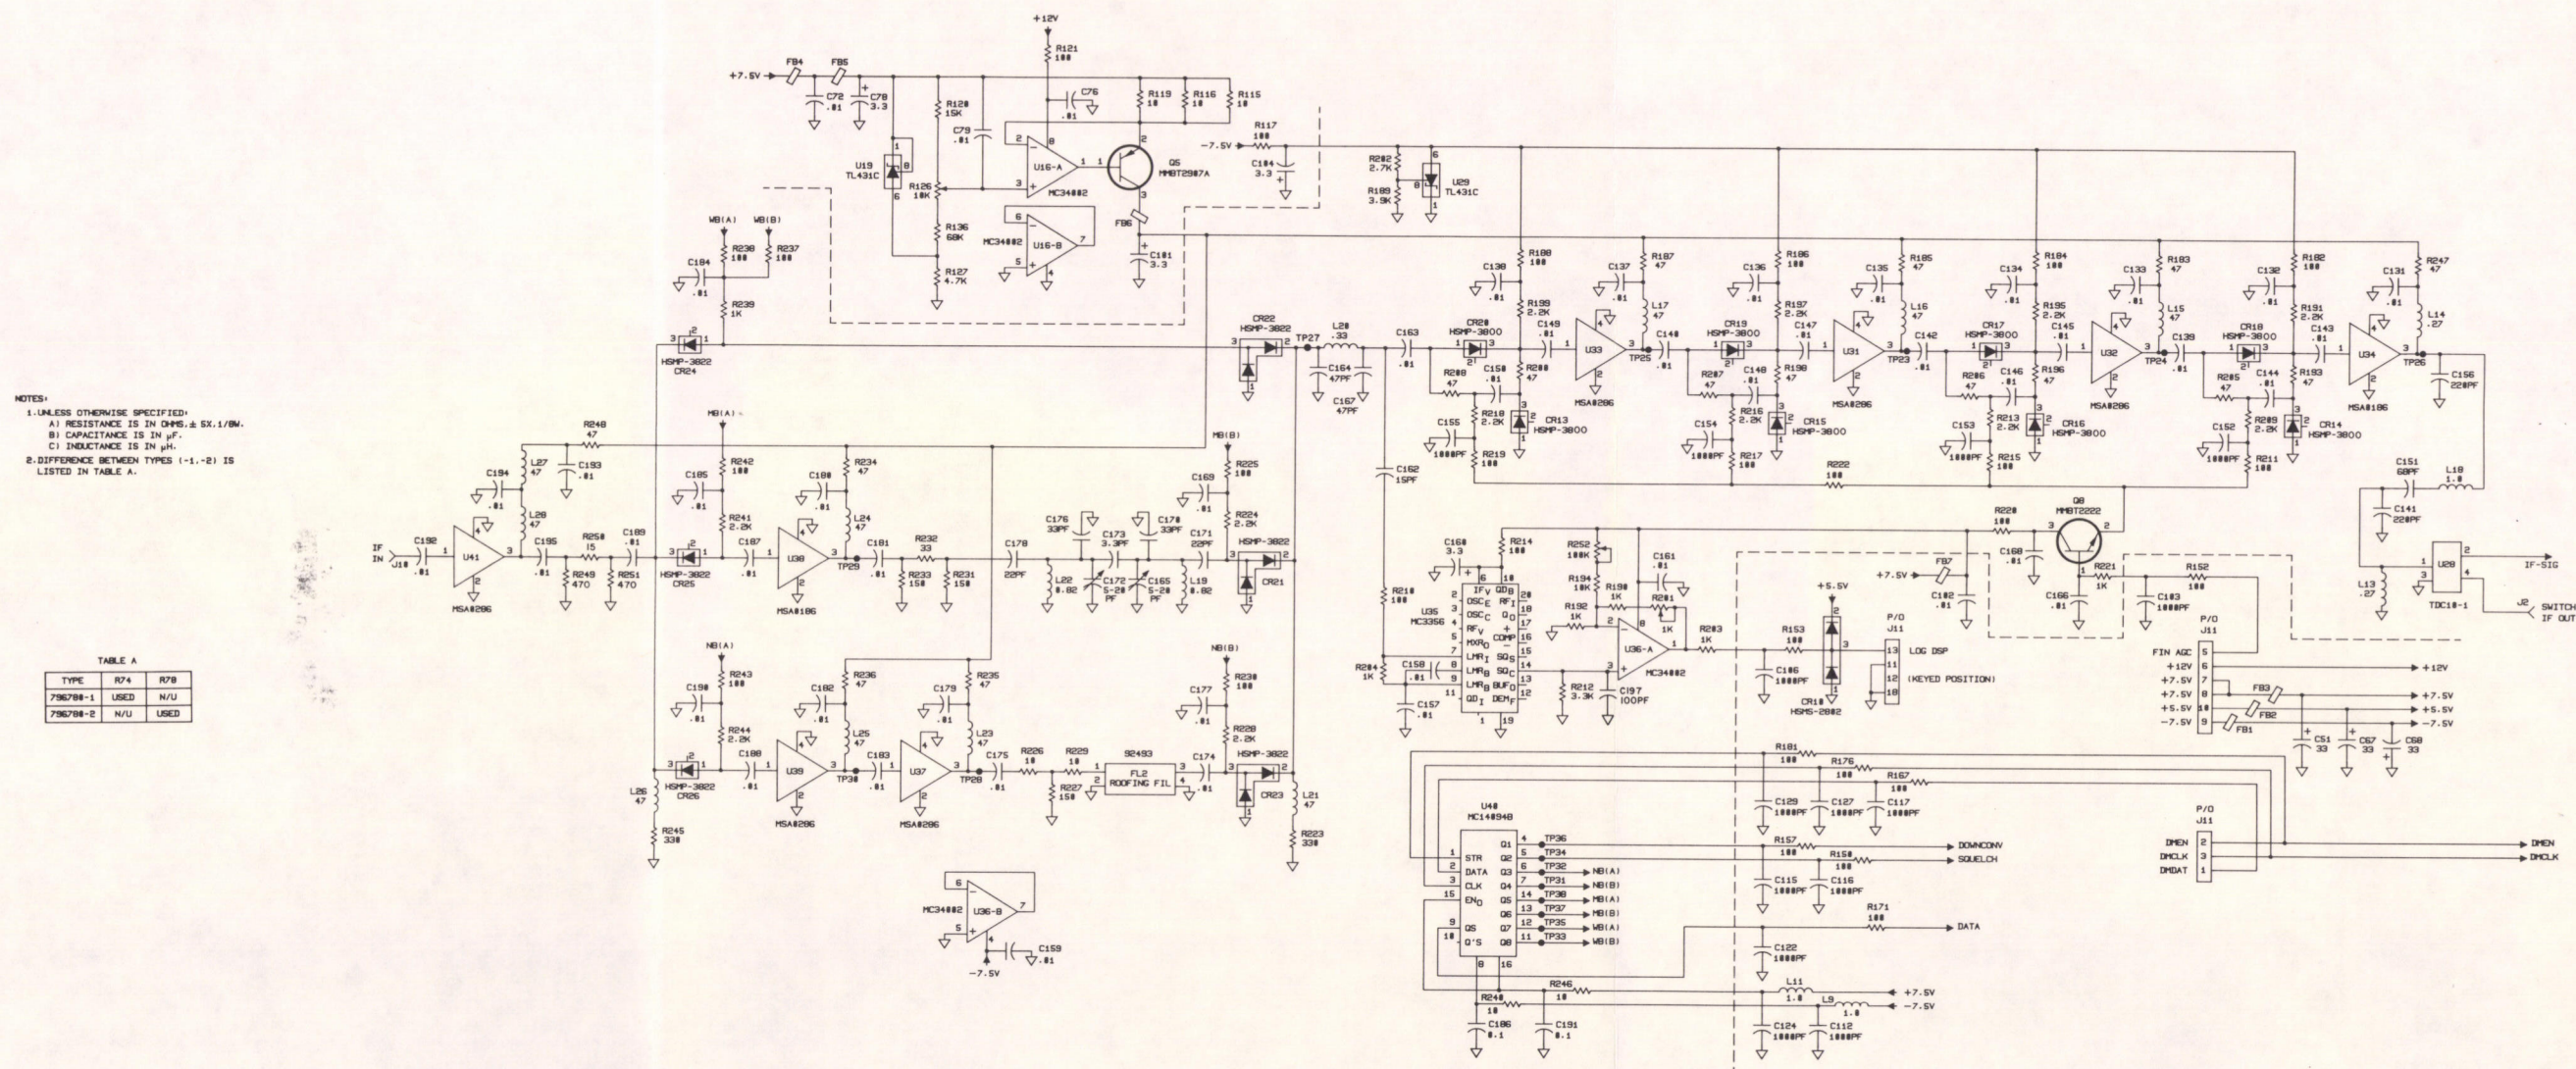 NOTES:
1.UNLESS OTHERWISE SPECIFIED:
A) RESISTANCE IS IN OHMS,± 5%,1/8W.
B) CAPACITANCE IS IN µF.
C) INDUCTANCE IS IN µH.
2.DIFFERENCE BETWEEN TYPES (-1,-2) IS
LISTED IN TABLE A.
TABLE A
TYPE R74 R78
796780-1 USED N/U
796780-2 N/U USED
+12V
R121
100
+7.5V
FB4
FB5
C72
.01
C78
3.3
R120
15K
C79
.01
C76
.01
R119
10
R116
10
R115
10
U19
TL431C
R126
10K
U16-A
MC34002
Q5
MMBT2907A
R136
68K
MC34002
U16-B
FB6
C101
3.3
R127
4.7K
-7.5V
R117
100
C104
3.3
R202
2.7K
R189
3.9K
U29
TL431C
WB(A) WB(B)
R238
100
R237
100
C184
.01
R239
1K
HSMP-3822
CR24
CR22
HSMP-3822
TP27
L20
.33
C164
47PF
C167
47PF
C163
.01
CR20
HSMP-3800
C138
.01
R188
100
R199
2.2K
C149
.01
R208
47
C150
.01
R200
47
R218
2.2K
C155
1000PF
R219
100
CR13
HSMP-3800
U33
MSA0286
C137
.01
R187
47
L17
47
TP25
C140
.01
CR19
HSMP-3800
C136
.01
R186
100
R197
2.2K
C147
.01
R207
47
C148
.01
R198
47
R216
2.2K
C154
1000PF
R217
100
CR15
HSMP-3800
U31
MSA0286
C135
.01
R185
47
L16
47
TP23
C142
.01
CR17
HSMP-3800
C134
.01
R184
100
R195
2.2K
C145
.01
R206
47
C146
.01
R196
47
R213
2.2K
C153
1000PF
R215
100
CR16
HSMP-3800
U32
MSA0286
C133
.01
R183
47
L15
47
TP24
C139
.01
CR18
HSMP-3800
C132
.01
R182
100
R191
2.2K
C143
.01
R205
47
C144
.01
R193
47
R209
2.2K
C152
1000PF
R211
100
CR14
HSMP-3800
U34
MSA0186
C131
.01
R247
47
L14
.27
TP26
C156
220PF
R222
100
C151
68PF
L18
1.0
C141
220PF
L13
.27
U28
TDC10-1
IF-SIG
J2 SWITCH
IF OUT
IF
IN J10
C192
.01
U41
MSA0286
C194
.01
L27
47
L28
47
R248
47
C193
.01
C195
.01
R250
15
R249
470
R251
470
C189
.01
MB(A)
R242
100
C185
.01
R241
2.2K
HSMP-3822
CR25
C187
.01
U38
MSA0186
C180
.01
R234
47
L24
47
TP29
C181
.01
R232
33
R233
150
R231
150
C178
22PF
L22
0.82
C176
33PF
C172
5-20
PF
C173
3.3PF
C165
5-20
PF
C170
33PF
L19
0.82
C171
22PF
MB(B)
R225
100
C169
.01
R224
2.2K
HSMP-3822
CR21
NB(A)
R243
100
C190
.01
R244
2.2K
HSMP-3822
CR26
L26
47
R245
330
C188
.01
U39
MSA0286
C182
.01
R236
47
L25
47
TP30
C183
.01
U37
MSA0286
C179
.01
R235
47
L23
47
TP28
C175
.01
R226
10
R229
10
R227
150
92493
FL2
ROOFING FIL
C174
.01
NB(B)
R230
100
C177
.01
R228
2.2K
HSMP-3822
CR23
L21
47
R223
330
MC34002
U36-B
C159
.01
-7.5V
C162
15PF
R210
100
R204
1K
C158
.01
C157
.01
U35
MC3356
C160
3.3
R214
100
R252
100K
R194
10K
R190
1K
R201
1K
R192
1K
C161
.01
U36-A
MC34002
R212
3.3K
C197
100PF
R203
1K
C106
1000PF
R153
100
+5.5V
CR10
HSMS-2802
P/O
J11
LOG DSP
(KEYED POSITION)
+7.5V
FB7
C102
.01
R220
100
C168
.01
Q8
MMBT2222
C166
.01
R221
1K
C103
1000PF
R152
100
P/O
J11
FIN AGC 5
+12V 6
+7.5V 7
+7.5V 8
+5.5V 10
-7.5V 9
FB3
FB2
FB1
+12V
+7.5V
+5.5V
-7.5V
C51
33
C67
33
C68
33
R181
100
R176
100
R167
100
C129
1000PF
C127
1000PF
C117
1000PF
U40
MC14094B
STR
DATA
CLK
ENO
QS
Q'S
Q1 4 TP36
Q2 5 TP34
Q3 6 TP32 NB(A)
Q4 7 TP31 NB(B)
Q5 14 TP38 MB(A)
Q6 13 TP37 MB(B)
Q7 12 TP35 WB(A)
Q8 11 TP33 WB(B)
R157
100
DOWNCONV
R158
100
SQUELCH
C115
1000PF
C116
1000PF
R171
100
DATA
C122
1000PF
R246
10
R240
10
C186
0.1
C191
0.1
L11
1.0
+7.5V
L9
1.0
-7.5V
C124
1000PF
C112
1000PF
P/O
J11
DMEN 2
DMCLK 3
DMDAT 1
DMEN
DMCLK